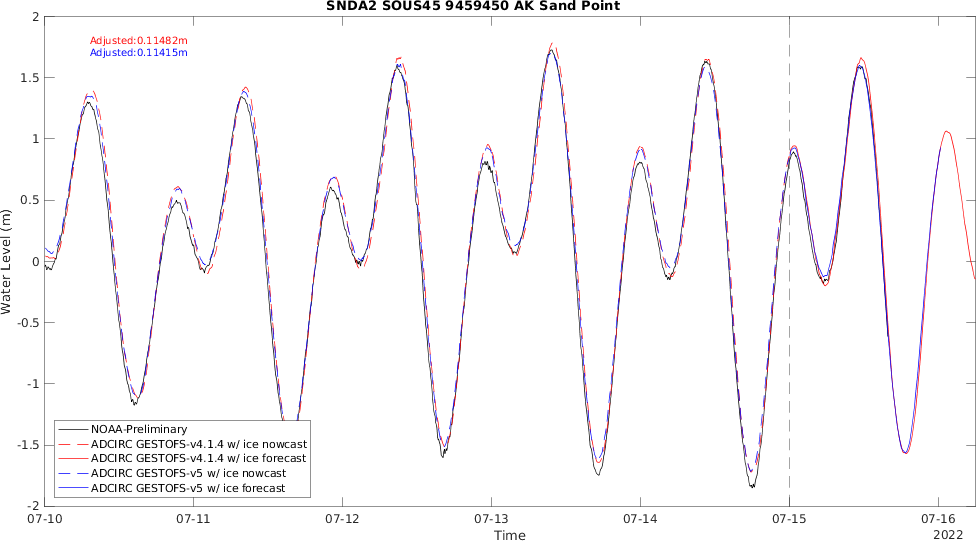 SNDA2 SOUS45 9459450 AK Sand Point
Adjusted:0.11482m
Adjusted:0.11415m
2
1.5
1
0.5
0
-0.5
-1
-1.5
-2
Water Level (m)
NOAA-Preliminary
ADCIRC GESTOFS-v4.1.4 w/ ice nowcast
ADCIRC GESTOFS-v4.1.4 w/ ice forecast
ADCIRC GESTOFS-v5 w/ ice nowcast
ADCIRC GESTOFS-v5 w/ ice forecast
07-10 07-11 07-12 07-13 07-14 07-15 07-16
Time
2022